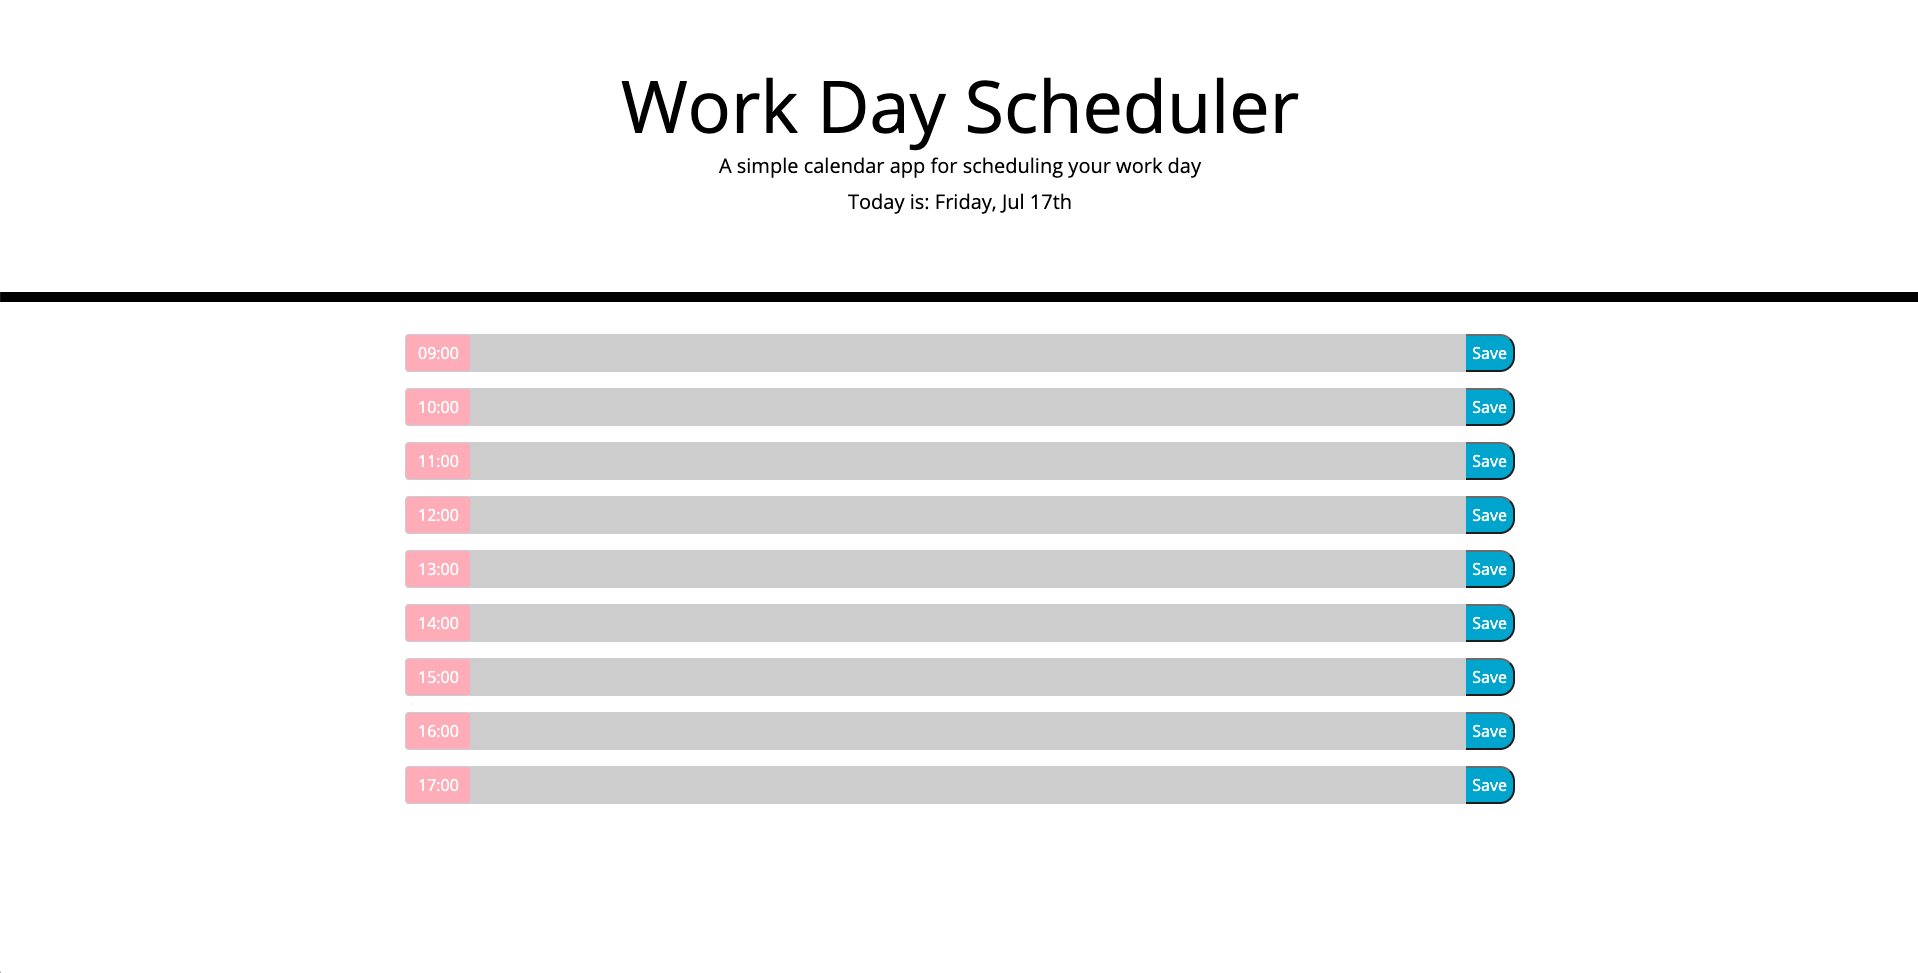 Work Day Scheduler
A simple calendar app for scheduling your work day
Today is: Friday, Jul 17th
09:00 Save
10:00 Save
11:00 Save
12:00 Save
13:00 Save
14:00 Save
15:00 Save
16:00 Save
17:00 Save